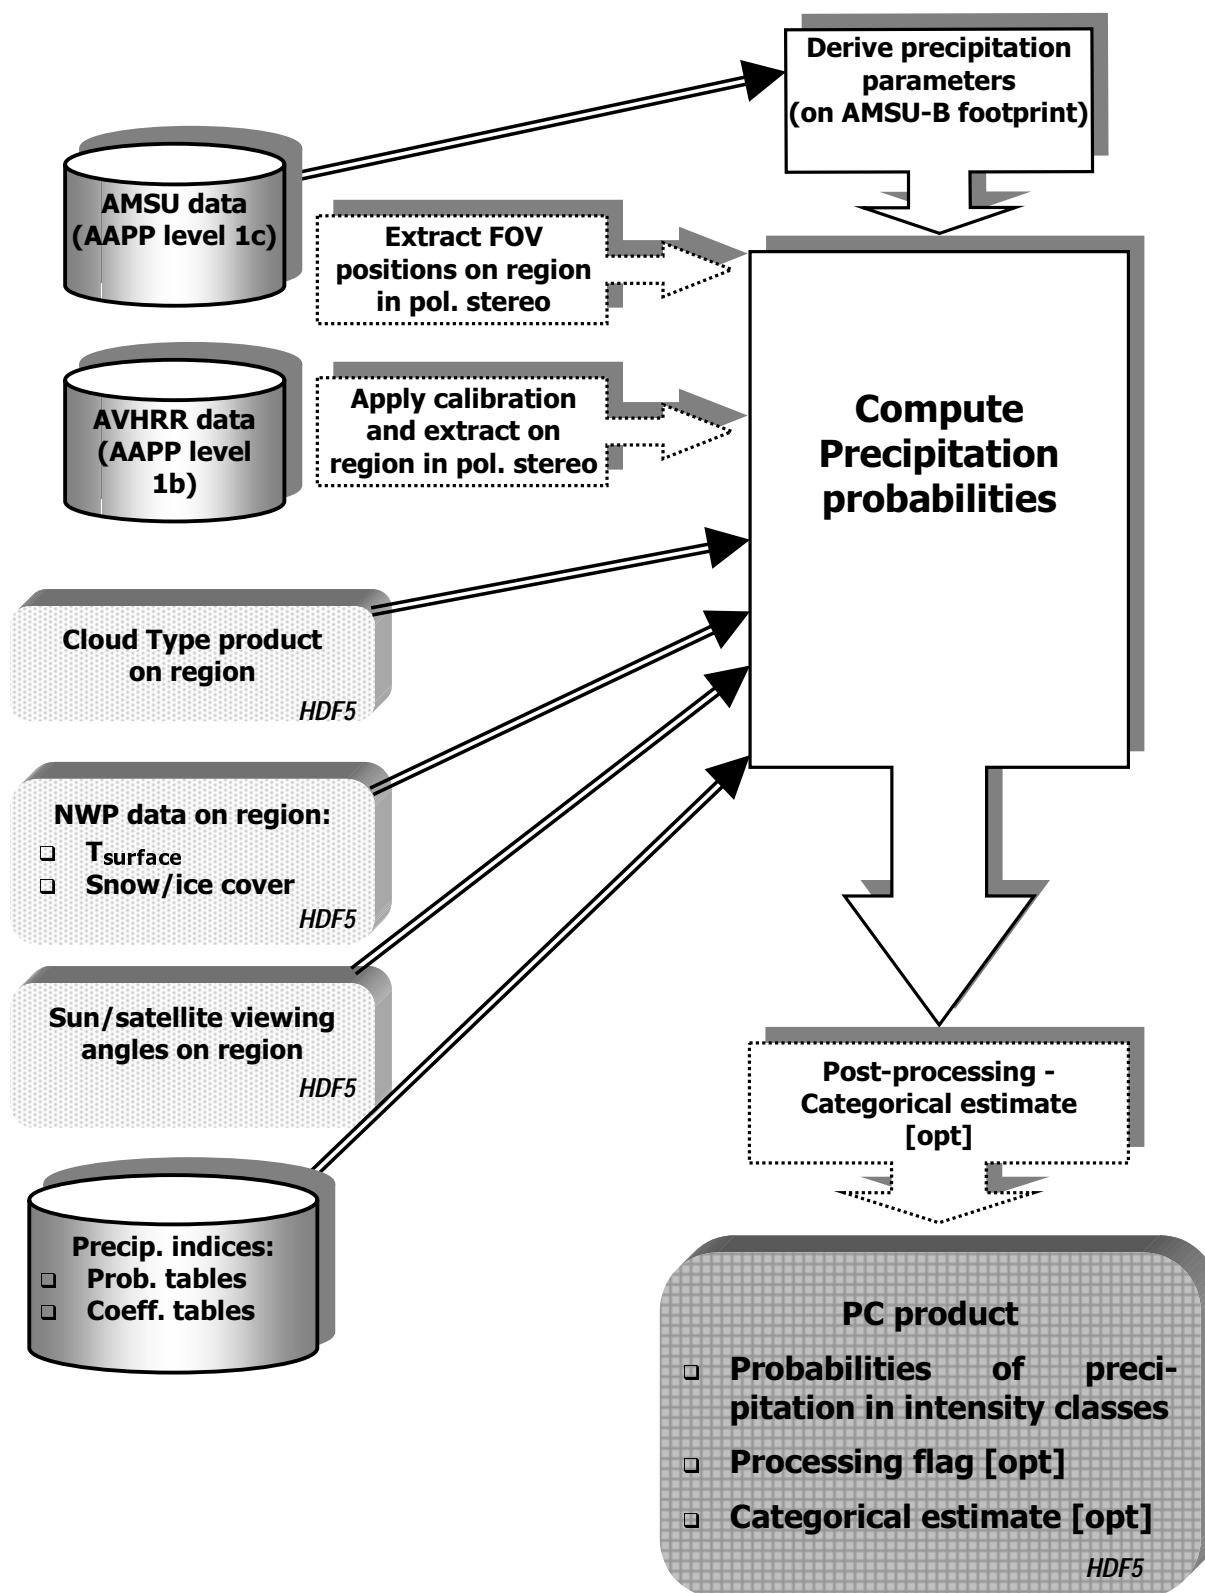 Derive precipitation
parameters
(on AMSU-B footprint)
AMSU data
(AAPP level 1c)
Extract FOV
positions on region
in pol. stereo
AVHRR data
(AAPP level
1b)
Apply calibration
and extract on
region in pol. stereo
Compute
Precipitation
probabilities
Cloud Type product
on region
HDF5
NWP data on region:
❑ Tsurface
❑ Snow/ice cover
HDF5
Sun/satellite viewing
angles on region
HDF5
Precip. indices:
❑ Prob. tables
❑ Coeff. tables
Post-processing -
Categorical estimate
[opt]
PC product
❑ Probabilities of preci-
pitation in intensity classes
❑ Processing flag [opt]
❑ Categorical estimate [opt]
HDF5